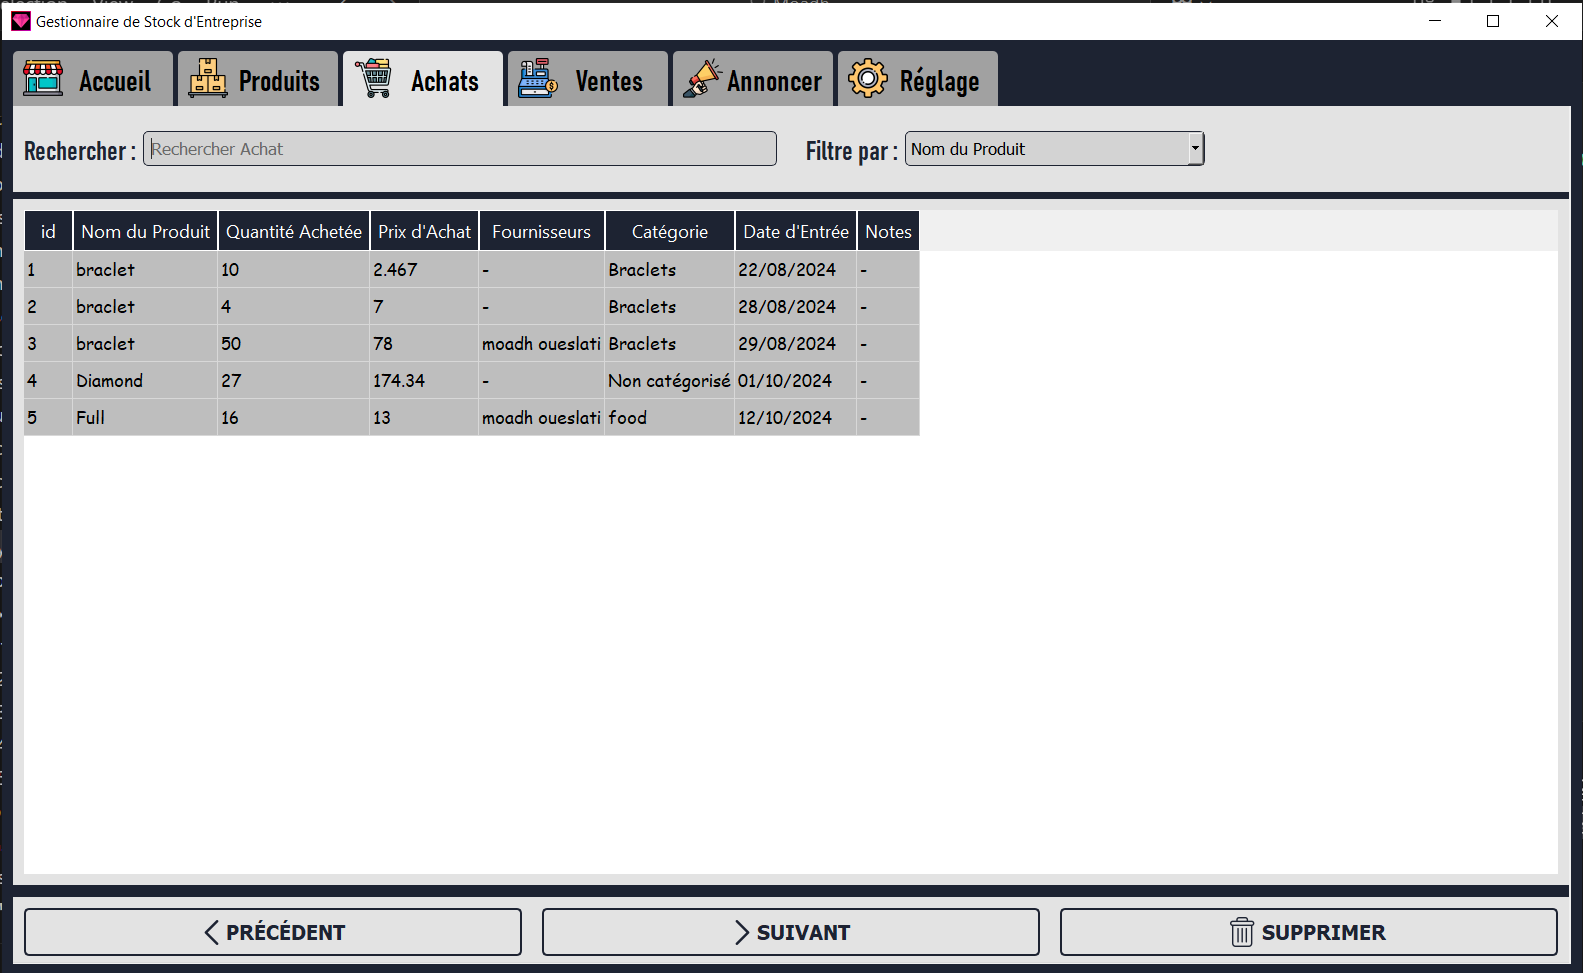 Gestionnaire de Stock d'Entreprise
Accueil Produits Achats Ventes Annoncer Réglage
Rechercher : Rechercher Achat Filtre par : Nom du Produit
id Nom du Produit Quantité Achetée Prix d'Achat Fournisseurs Catégorie Date d'Entrée Notes
1 braclet 10 2.467 - Braclets 22/08/2024 -
2 braclet 4 7 - Braclets 28/08/2024 -
3 braclet 50 78 moadh oueslati Braclets 29/08/2024 -
4 Diamond 27 174.34 - Non catégorisé 01/10/2024 -
5 Full 16 13 moadh oueslati food 12/10/2024 -
PRÉCÉDENT SUIVANT SUPPRIMER